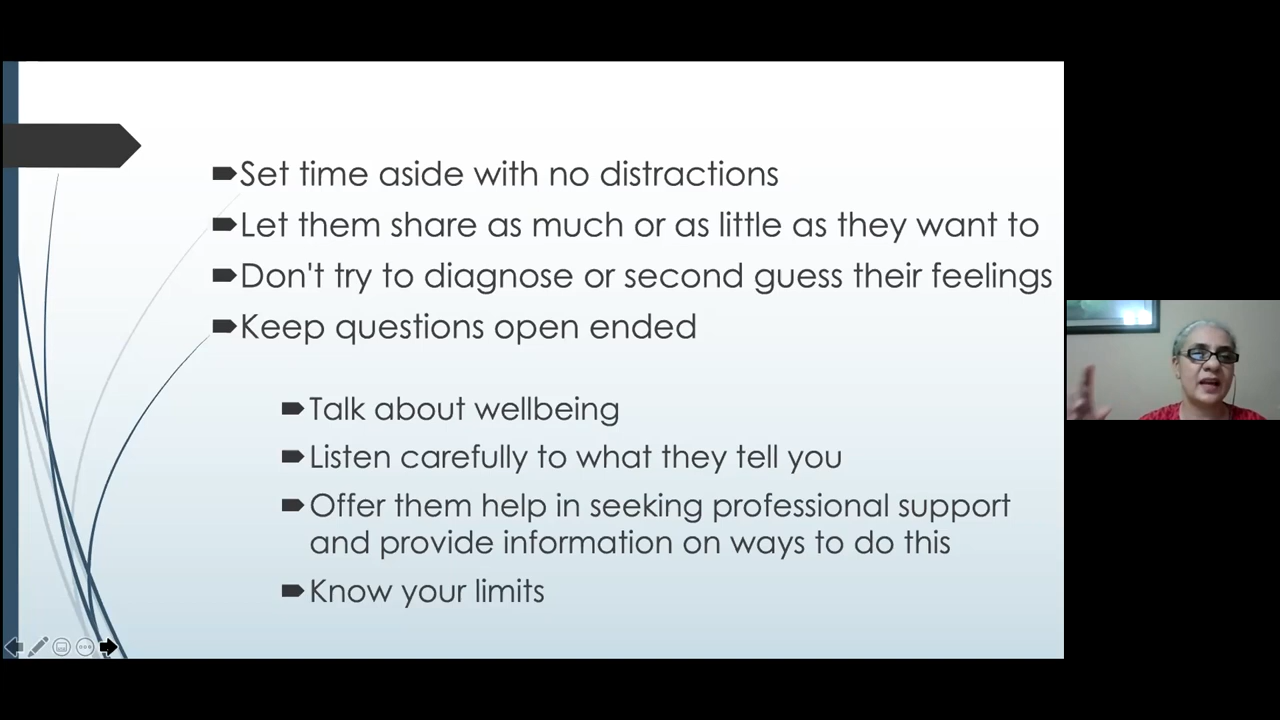 Set time aside with no distractions
Let them share as much or as little as they want to
Don't try to diagnose or second guess their feelings
Keep questions open ended
Talk about wellbeing
Listen carefully to what they tell you
Offer them help in seeking professional support
and provide information on ways to do this
Know your limits